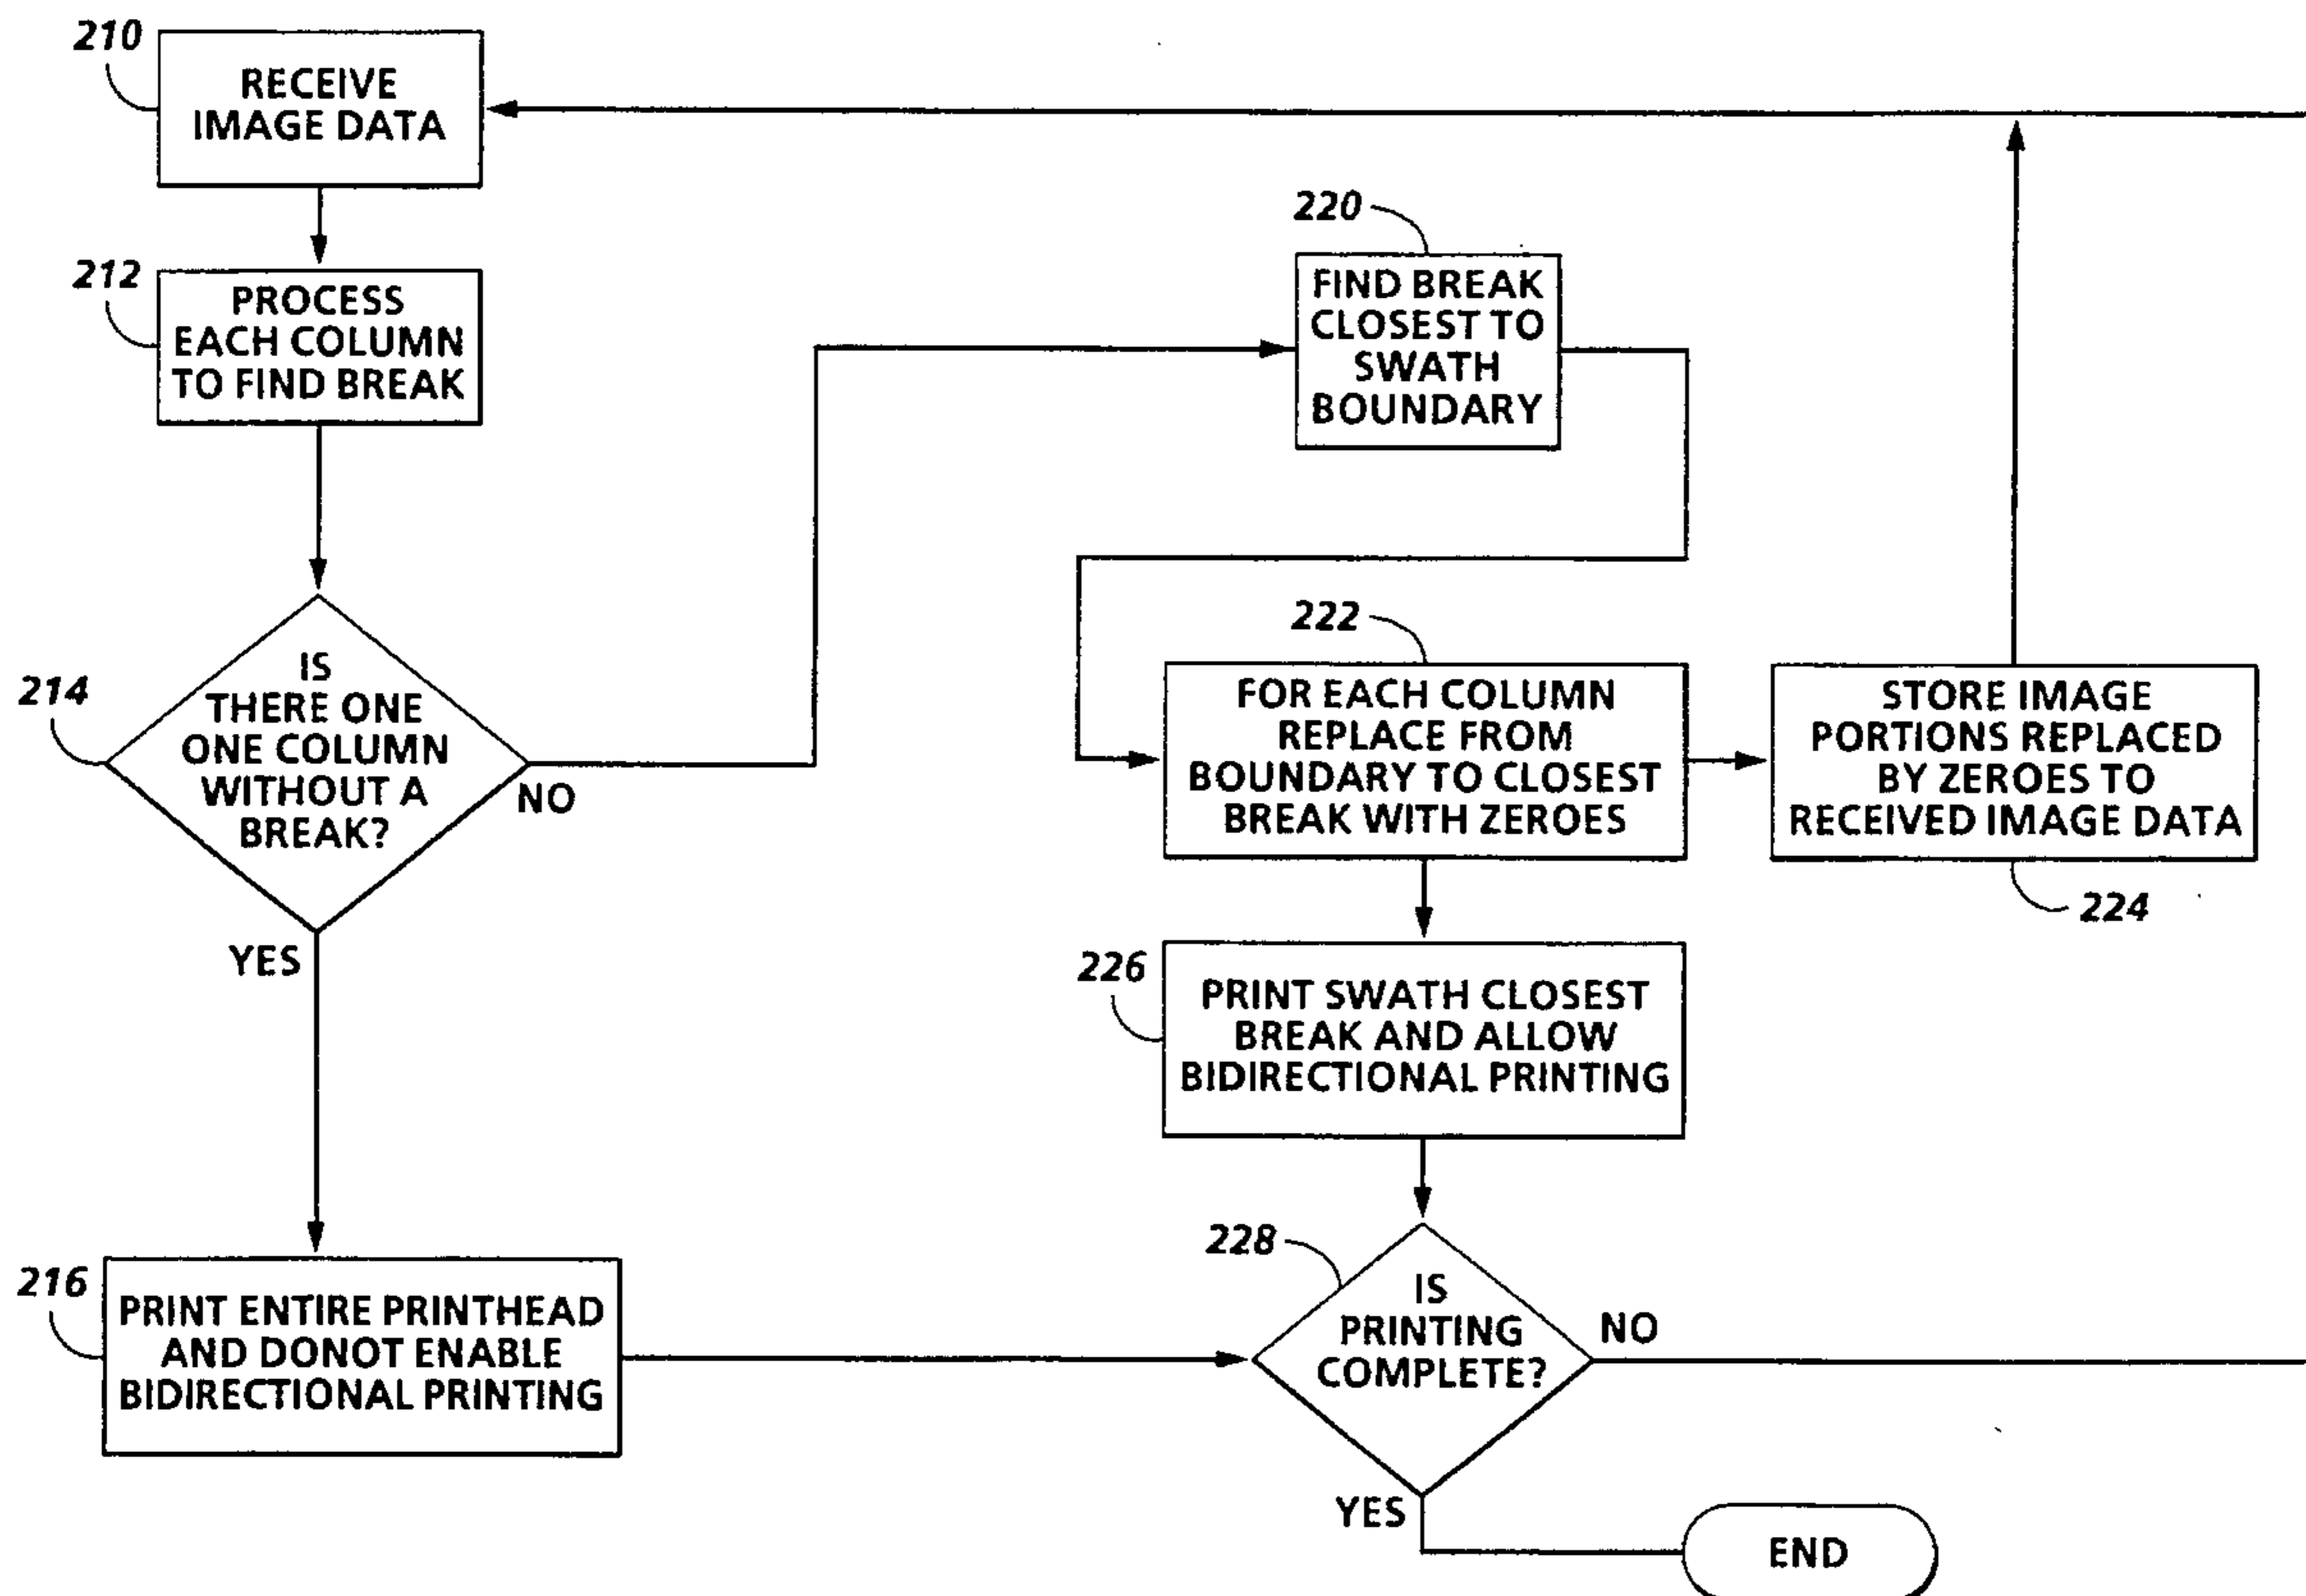 210
RECEIVE
IMAGE DATA
212
PROCESS
EACH COLUMN
TO FIND BREAK
214
IS
THERE ONE
ONE COLUMN
WITHOUT A
BREAK?
NO
YES
216
PRINT ENTIRE PRINTHEAD
AND DONOT ENABLE
BIDIRECTIONAL PRINTING
220
FIND BREAK
CLOSEST TO
SWATH
BOUNDARY
222
FOR EACH COLUMN
REPLACE FROM
BOUNDARY TO CLOSEST
BREAK WITH ZEROES
STORE IMAGE
PORTIONS REPLACED
BY ZEROES TO
RECEIVED IMAGE DATA
224
226
PRINT SWATH CLOSEST
BREAK AND ALLOW
BIDIRECTIONAL PRINTING
228
IS
PRINTING
COMPLETE?
NO
YES
END